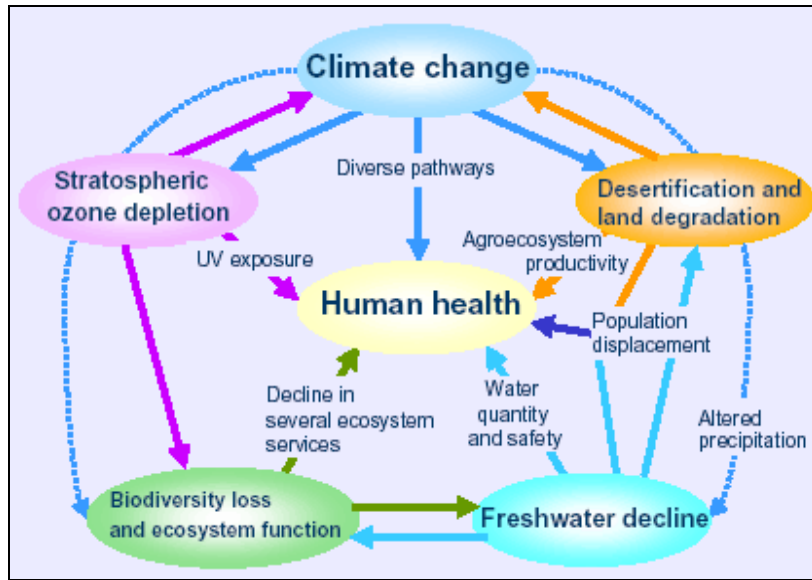 Climate change
Diverse pathways
Stratospheric
ozone depletion
Desertification and
land degradation
UV exposure
Agroecosystem
productivity
Human health
Population
displacement
Decline in
several ecosystem
services
Water
quantity
and safety
Altered
precipitation
Biodiversity loss
and ecosystem function
Freshwater decline